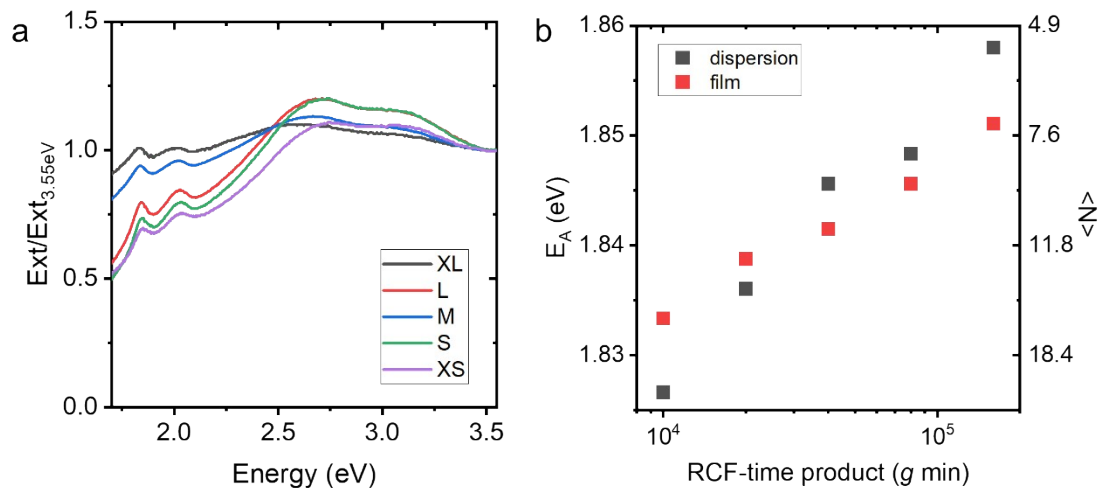 a
1.5
1.0
0.5
0.0
Ext/Ext3.55eV
XL
L
M
S
XS
2.0 2.5 3.0 3.5
Energy (eV)
b
dispersion
film
1.86
1.85
1.84
1.83
E_A (eV)
4.9
7.6
11.8
18.4
<N>
10^4 10^5
RCF-time product (g min)